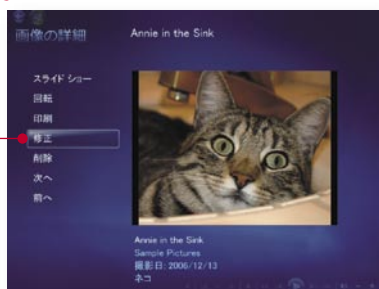 画像の詳細
Annie in the Sink
スライド ショー
回転
印刷
修正
削除
次へ
前へ
Annie in the Sink
Sample Pictures
撮影日: 2006/12/13
ネコ